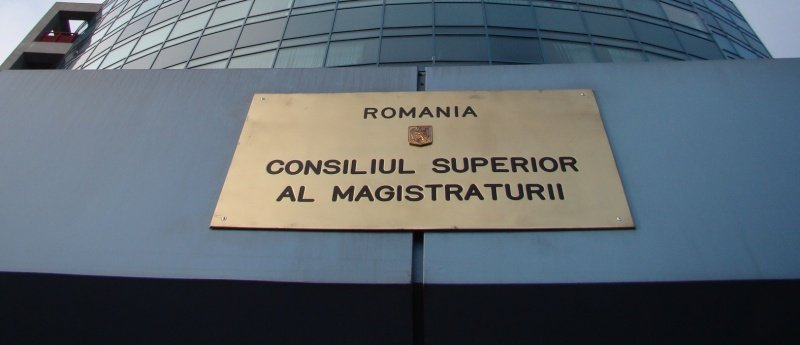 ROMANIA
CONSILIUL SUPERIOR
AL MAGISTRATURII